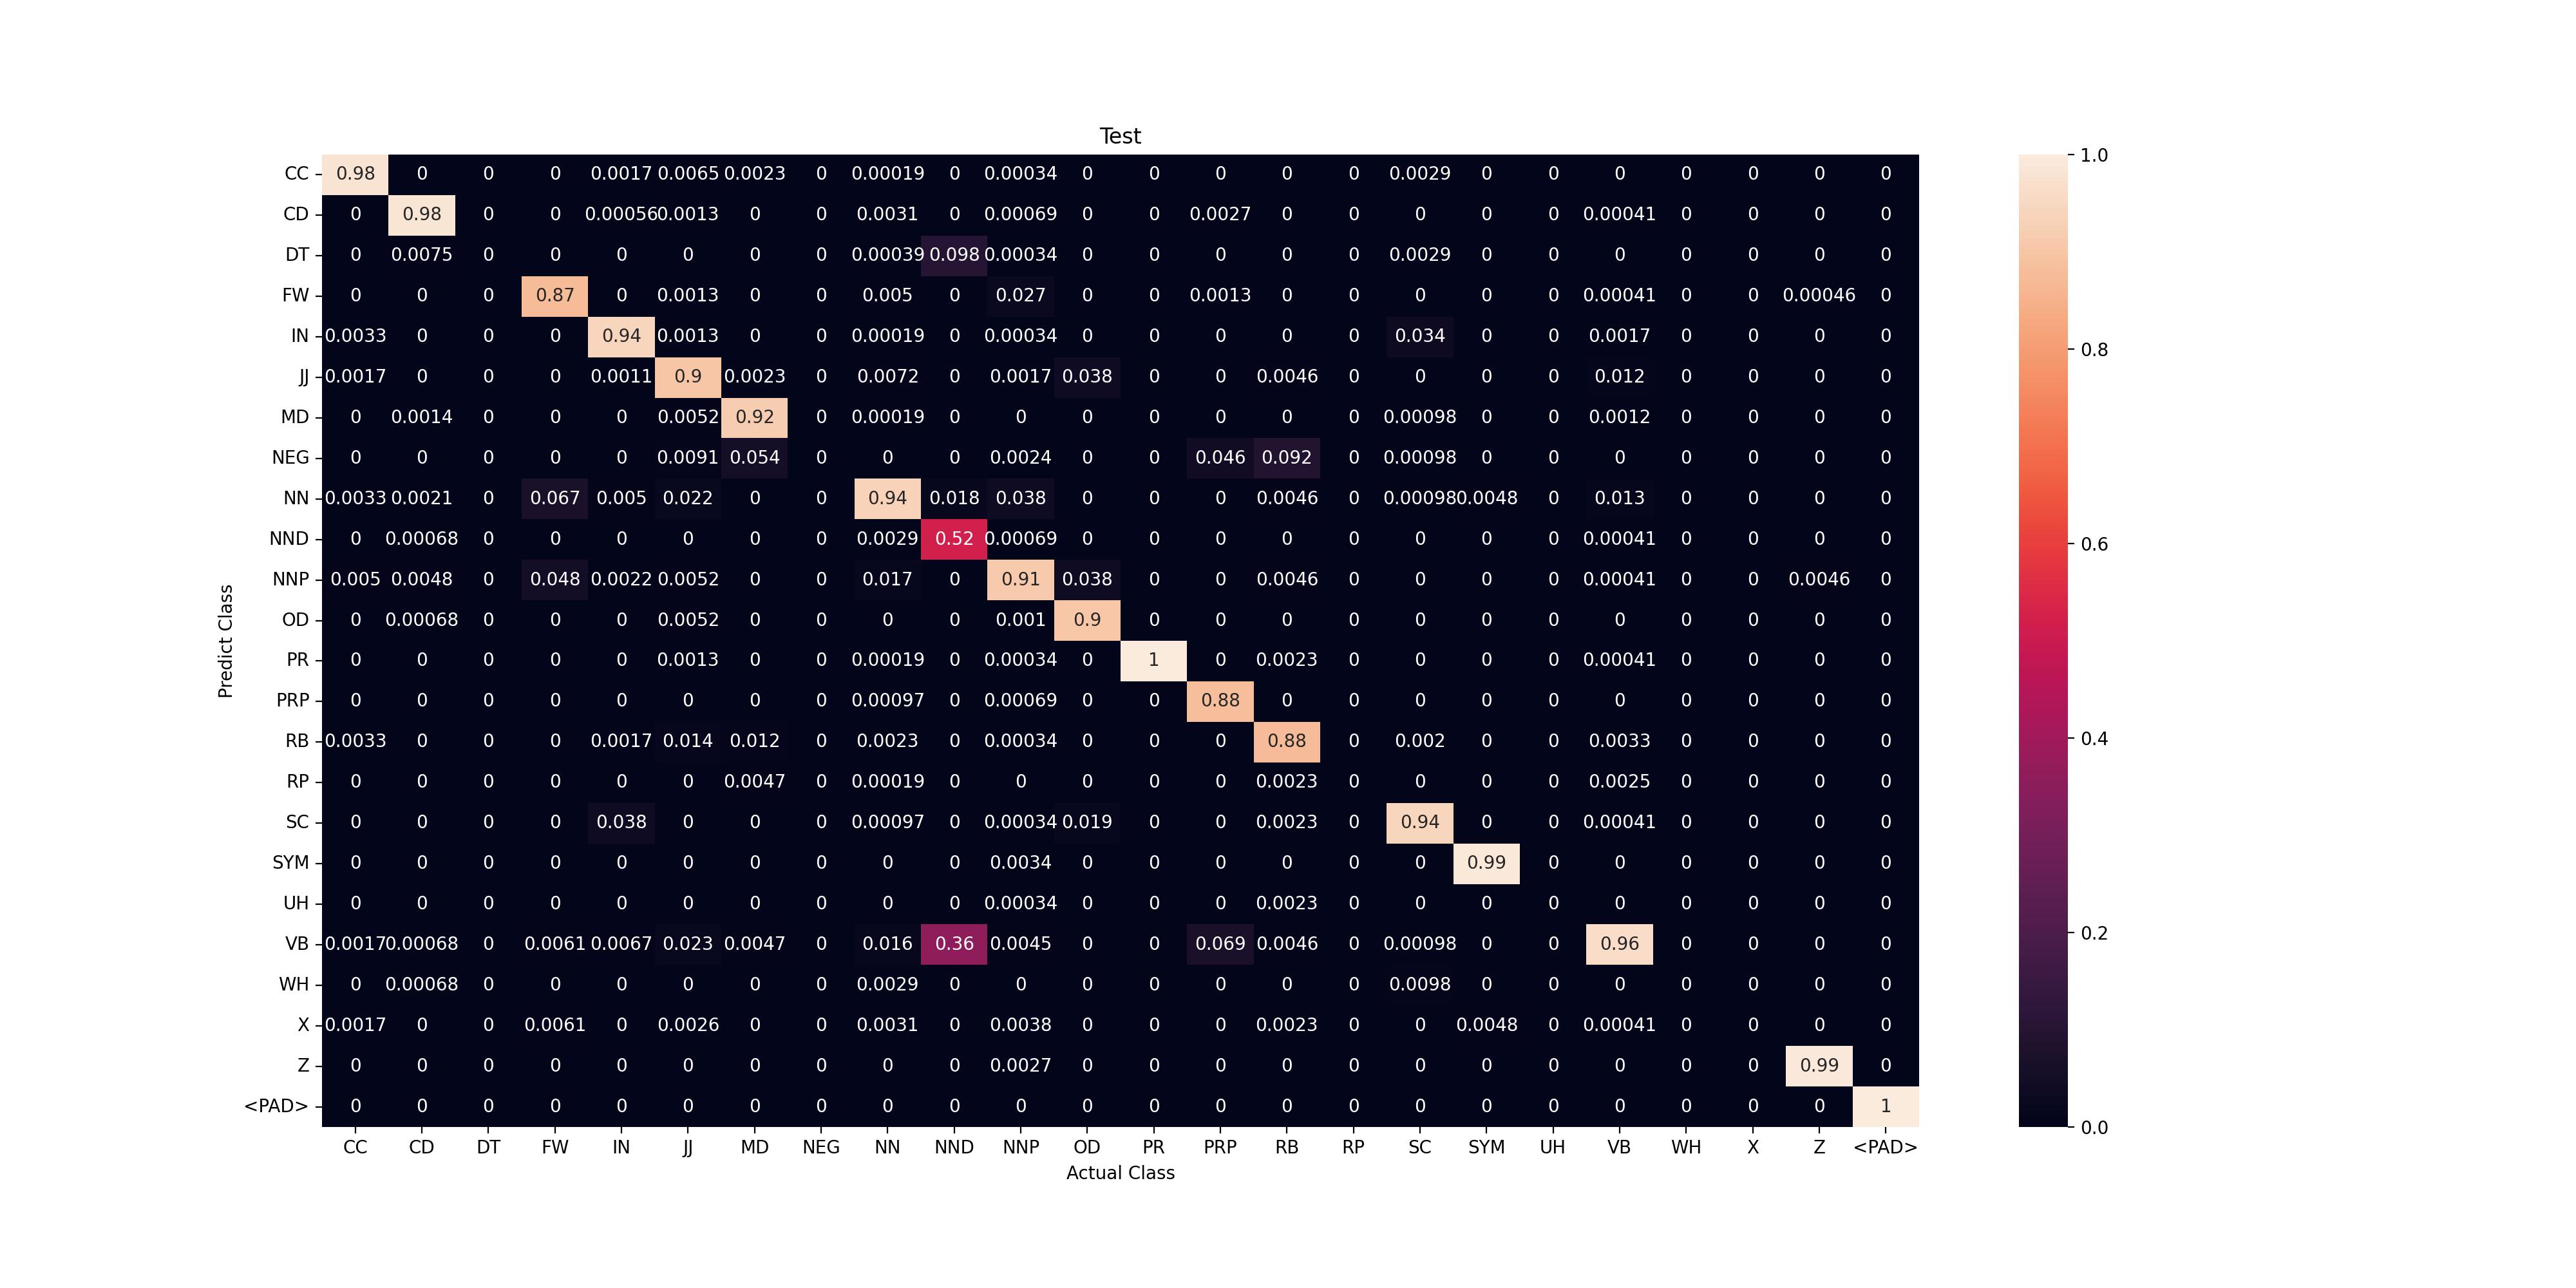 Test
CC 0.98 0 0 0 0.0017 0.0065 0.0023 0 0.00019 0 0.00034 0 0 0 0 0 0.0029 0 0 0 0 0 0 0 1.0
CD 0 0.98 0 0 0.00056 0.0013 0 0 0.0031 0 0.00069 0 0 0.0027 0 0 0 0 0 0.00041 0 0 0 0
DT 0 0.0075 0 0 0 0 0 0 0.00039 0.098 0.00034 0 0 0 0 0 0.0029 0 0 0 0 0 0 0
FW 0 0 0 0.87 0 0.0013 0 0 0.005 0 0.027 0 0 0.0013 0 0 0 0 0 0.00041 0 0 0.00046 0
IN 0.0033 0 0 0 0.94 0.0013 0 0 0.00019 0 0.00034 0 0 0 0 0 0.034 0 0 0.0017 0 0 0 0 0.8
JJ 0.0017 0 0 0 0.0011 0.9 0.0023 0 0.0072 0 0.0017 0.038 0 0 0.0046 0 0 0 0 0.012 0 0 0 0
MD 0 0.0014 0 0 0 0.0052 0.92 0 0.00019 0 0 0 0 0 0 0 0.00098 0 0 0.0012 0 0 0 0
NEG 0 0 0 0 0 0.0091 0.054 0 0 0 0.0024 0 0 0.046 0.092 0 0.00098 0 0 0 0 0 0 0
NN 0.0033 0.0021 0 0.067 0.005 0.022 0 0 0.94 0.018 0.038 0 0 0 0.0046 0 0.00098 0.0048 0 0.013 0 0 0 0
NND 0 0.00068 0 0 0 0 0 0 0.0029 0.52 0.00069 0 0 0 0 0 0 0 0 0.00041 0 0 0 0 0.6
NNP 0.005 0.0048 0 0.048 0.0022 0.0052 0 0 0.017 0 0.91 0.038 0 0 0.0046 0 0 0 0 0.00041 0 0 0.0046 0
Predict Class
OD 0 0.00068 0 0 0 0.0052 0 0 0 0 0.001 0.9 0 0 0 0 0 0 0 0 0 0 0 0
PR 0 0 0 0 0 0.0013 0 0 0.00019 0 0.00034 0 1 0 0.0023 0 0 0 0 0.00041 0 0 0 0
PRP 0 0 0 0 0 0 0 0 0.00097 0 0.00069 0 0 0.88 0 0 0 0 0 0 0 0 0 0
RB 0.0033 0 0 0 0.0017 0.014 0.012 0 0.0023 0 0.00034 0 0 0 0.88 0 0.002 0 0 0.0033 0 0 0 0 0.4
RP 0 0 0 0 0 0 0.0047 0 0.00019 0 0 0 0 0 0.0023 0 0 0 0 0.0025 0 0 0 0
SC 0 0 0 0 0.038 0 0 0 0.00097 0 0.00034 0.019 0 0 0.0023 0 0.94 0 0 0.00041 0 0 0 0
SYM 0 0 0 0 0 0 0 0 0 0 0.0034 0 0 0 0 0 0 0.99 0 0 0 0 0 0
UH 0 0 0 0 0 0 0 0 0 0 0.00034 0 0 0 0.0023 0 0 0 0 0 0 0 0 0
VB 0.0017 0.00068 0 0.0061 0.0067 0.023 0.0047 0 0.016 0.36 0.0045 0 0 0.069 0.0046 0 0.00098 0 0 0.96 0 0 0 0 0.2
WH 0 0.00068 0 0 0 0 0 0 0.0029 0 0 0 0 0 0 0 0.0098 0 0 0 0 0 0 0
X 0.0017 0 0 0.0061 0 0.0026 0 0 0.0031 0 0.0038 0 0 0 0.0023 0 0 0.0048 0 0.00041 0 0 0 0
Z 0 0 0 0 0 0 0 0 0 0 0.0027 0 0 0 0 0 0 0 0 0 0 0 0.99 0
<PAD> 0 0 0 0 0 0 0 0 0 0 0 0 0 0 0 0 0 0 0 0 0 0 0 1 0.0
CC CD DT FW IN JJ MD NEG NN NND NNP OD PR PRP RB RP SC SYM UH VB WH X Z <PAD>
Actual Class